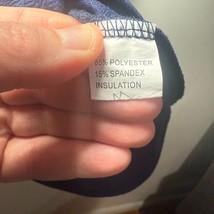 85% POLYESTER
15% SPANDEX
INSULATION